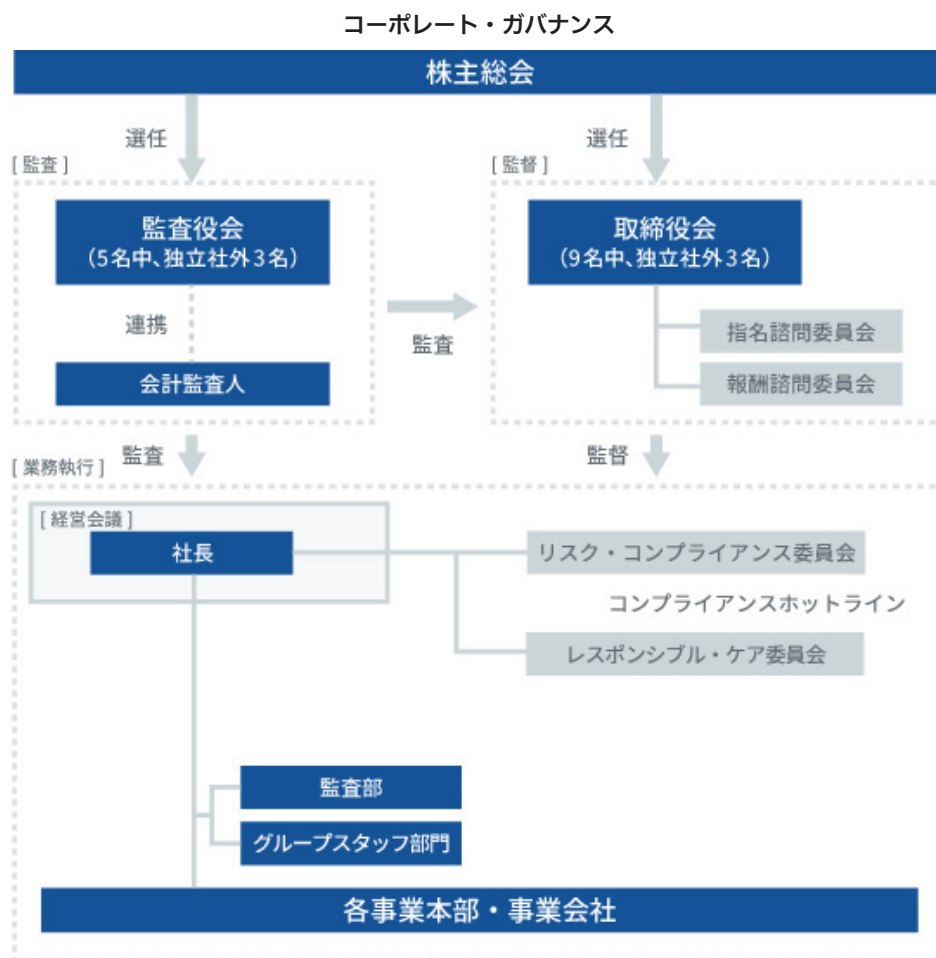 コーポレート・ガバナンス
株主総会
選任
選任
[ 監査 ]
[ 監督 ]
監査役会
(5名中、独立社外3名)
取締役会
(9名中、独立社外3名)
連携
監査
指名諮問委員会
会計監査人
報酬諮問委員会
監査
監督
[ 業務執行 ]
[ 経営会議 ]
社長
リスク・コンプライアンス委員会
コンプライアンスホットライン
レスポンシブル・ケア委員会
監査部
グループスタッフ部門
各事業本部・事業会社